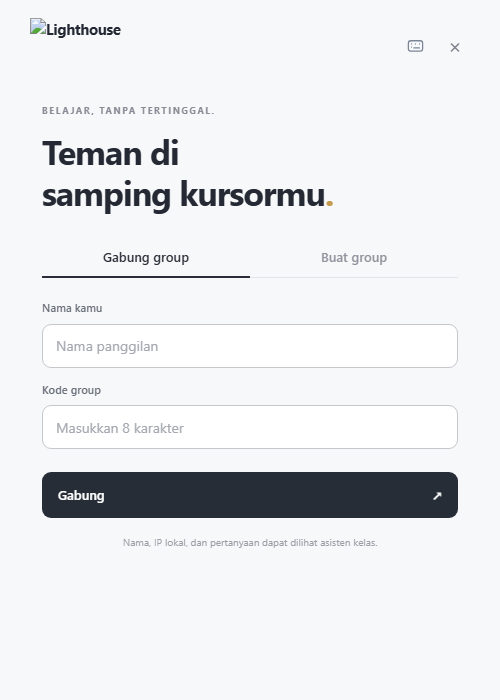 Lighthouse
BELAJAR, TANPA TERTINGGAL.
Teman di
samping kursormu.
Gabung group
Buat group
Nama kamu
Nama panggilan
Kode group
Masukkan 8 karakter
Gabung ↗
Nama, IP lokal, dan pertanyaan dapat dilihat asisten kelas.